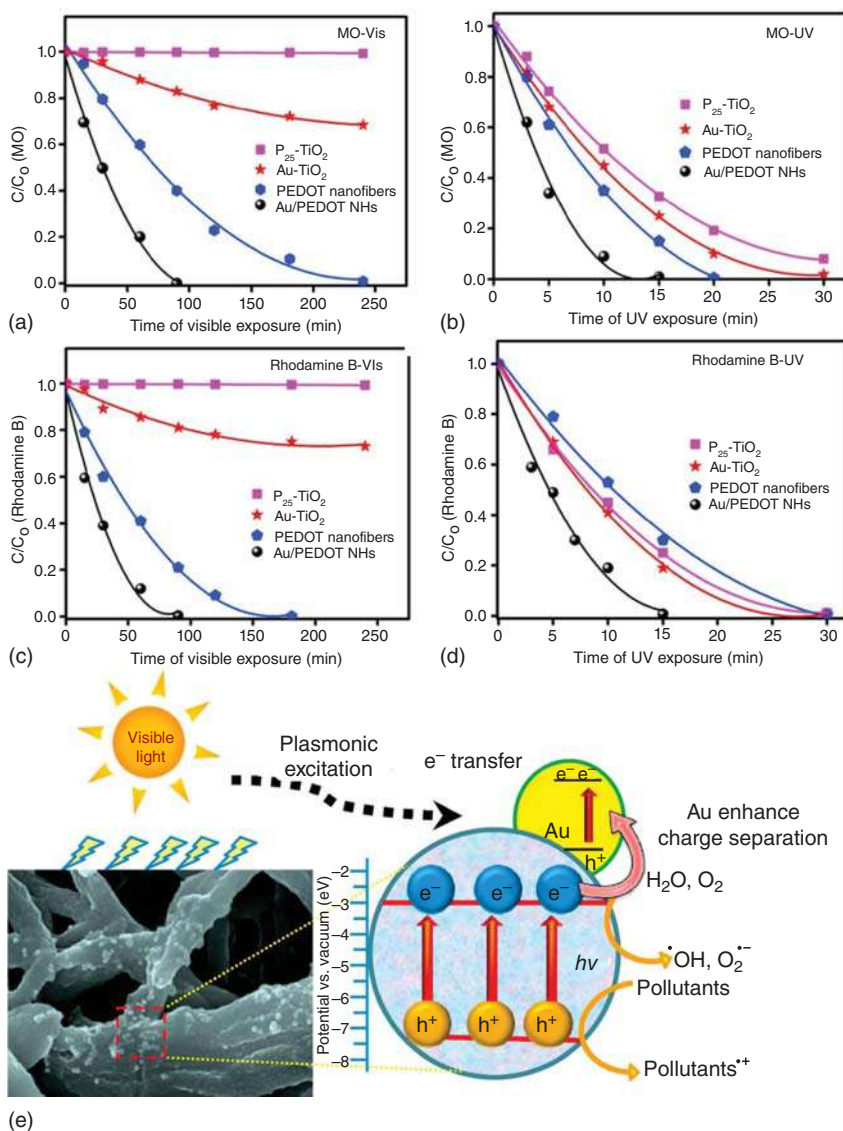 MO-Vis
1.0
0.8
0.6
0.4
0.2
0.0
C/C₀ (MO)
P₂₅-TiO₂
Au-TiO₂
PEDOT nanofibers
Au/PEDOT NHs
0 50 100 150 200 250
Time of visible exposure (min)
(a)
MO-UV
1.0
0.8
0.6
0.4
0.2
0.0
C/C₀ (MO)
P₂₅-TiO₂
Au-TiO₂
PEDOT nanofibers
Au/PEDOT NHs
0 5 10 15 20 25 30
Time of UV exposure (min)
(b)
Rhodamine B-VIs
1.0
0.8
0.6
0.4
0.2
0.0
C/C₀ (Rhodamine B)
P₂₅-TiO₂
Au-TiO₂
PEDOT nanofibers
Au/PEDOT NHs
0 50 100 150 200 250
Time of visible exposure (min)
(c)
Rhodamine B-UV
1.0
0.8
0.6
0.4
0.2
0.0
C/C₀ (Rhodamine B)
P₂₅-TiO₂
Au-TiO₂
PEDOT nanofibers
Au/PEDOT NHs
0 5 10 15 20 25 30
Time of UV exposure (min)
(d)
Visible
light
Plasmonic
excitation
e⁻ transfer
e⁻ e⁻
Au
h⁺
Au enhance
charge separation
H₂O, O₂
–2
–3
–4
–5
–6
–7
–8
Potential vs. vacuum (eV)
e⁻ e⁻ e⁻
hν
h⁺ h⁺ h⁺
•OH, O₂•⁻
Pollutants
Pollutants•⁺
(e)